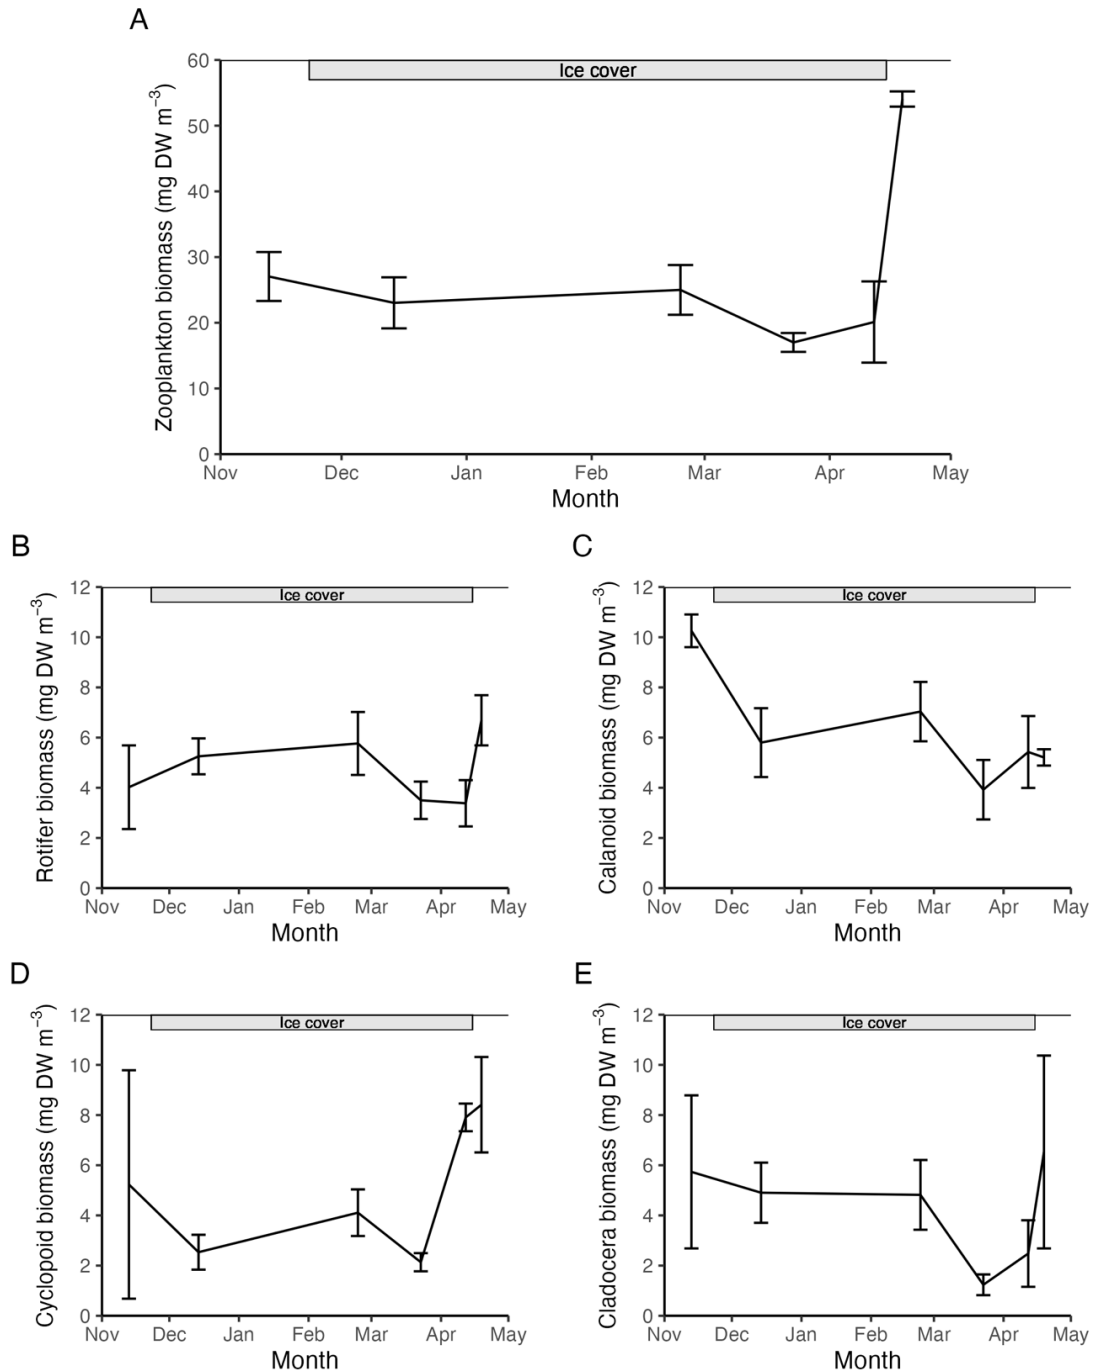 A
Ice cover
Zooplankton biomass (mg DW m⁻³)
60
50
40
30
20
10
0
Nov Dec Jan Feb Mar Apr May
Month
B
Ice cover
Rotifer biomass (mg DW m⁻³)
12
10
8
6
4
2
0
Nov Dec Jan Feb Mar Apr May
Month
C
Ice cover
Calanoid biomass (mg DW m⁻³)
12
10
8
6
4
2
0
Nov Dec Jan Feb Mar Apr May
Month
D
Ice cover
Cyclopoid biomass (mg DW m⁻³)
12
10
8
6
4
2
0
Nov Dec Jan Feb Mar Apr May
Month
E
Ice cover
Cladocera biomass (mg DW m⁻³)
12
10
8
6
4
2
0
Nov Dec Jan Feb Mar Apr May
Month